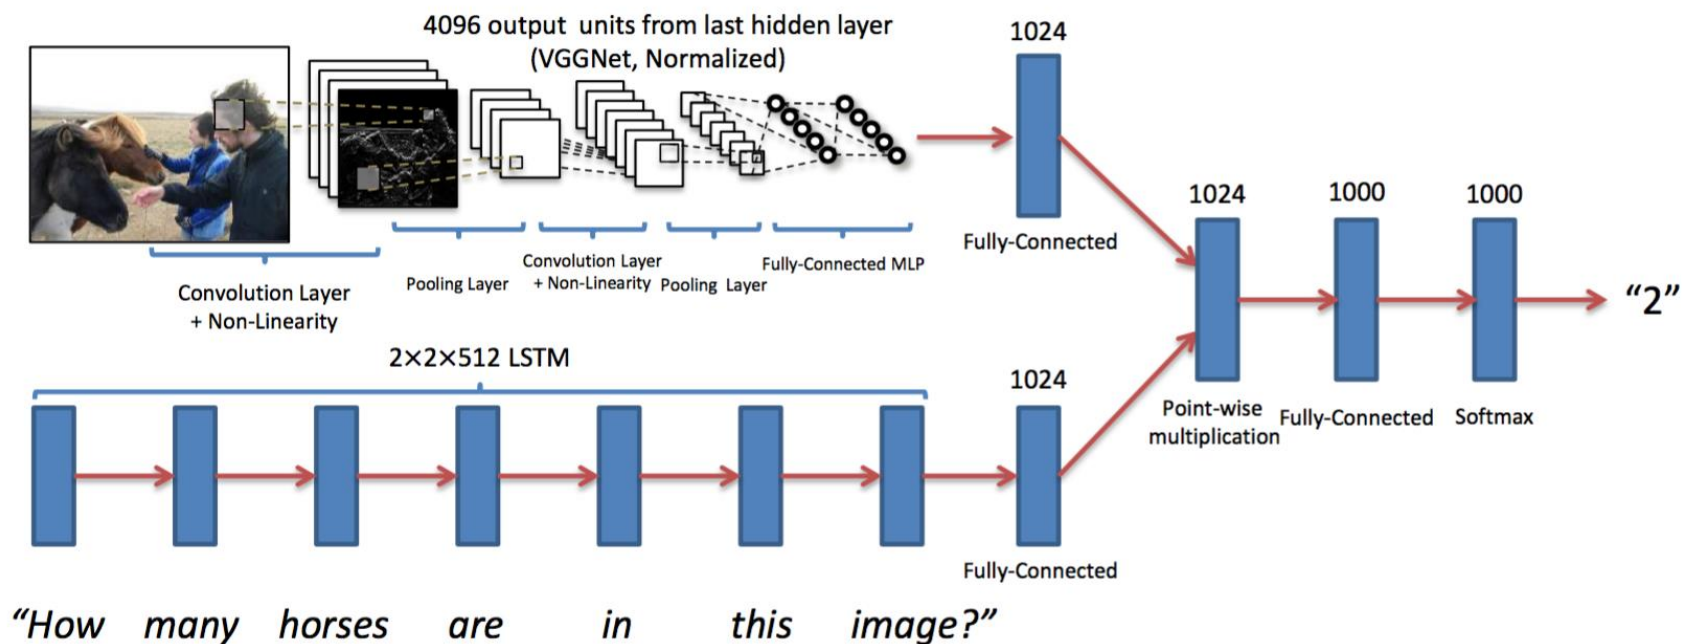 4096 output units from last hidden layer
(VGGNet, Normalized)
1024
Fully-Connected
Convolution Layer
+ Non-Linearity
Pooling Layer
Convolution Layer
+ Non-Linearity
Pooling Layer
Fully-Connected MLP
2×2×512 LSTM
1024
Fully-Connected
1024
Point-wise
multiplication
1000
Fully-Connected
1000
Softmax
“2”
“How many horses are in this image?”